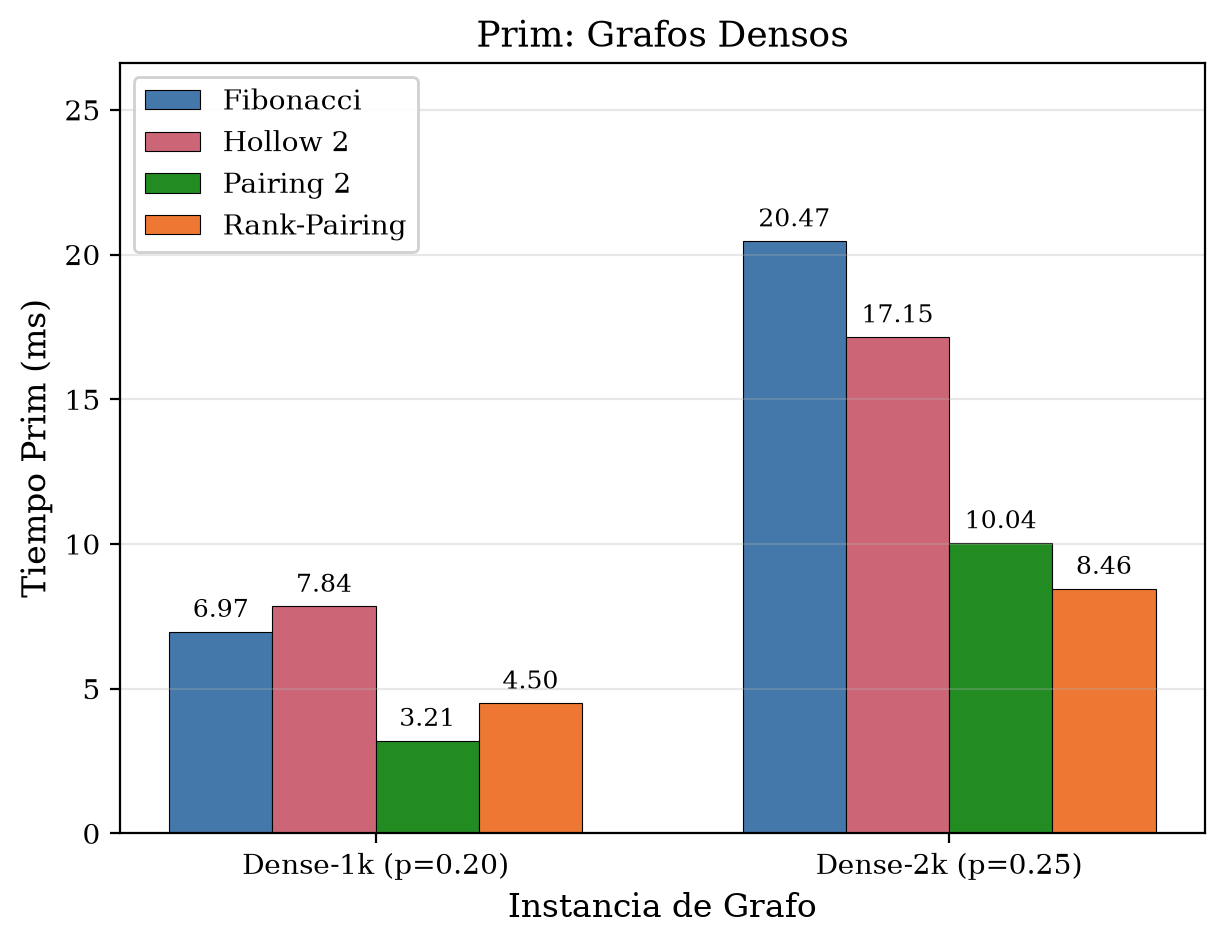 Prim: Grafos Densos
Fibonacci
Hollow 2
Pairing 2
Rank-Pairing
Tiempo Prim (ms)
25
20
15
10
5
0
6.97
7.84
3.21
4.50
20.47
17.15
10.04
8.46
Dense-1k (p=0.20)
Dense-2k (p=0.25)
Instancia de Grafo